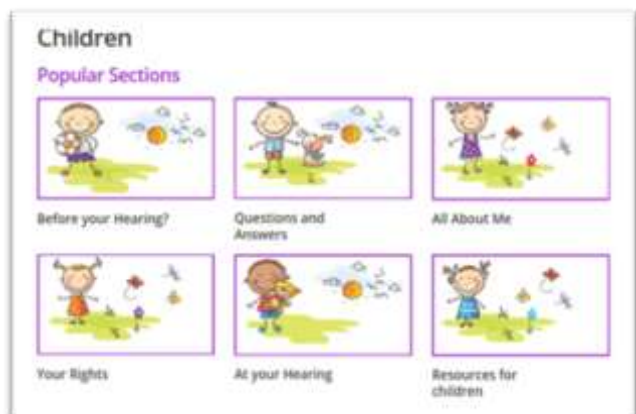 Children
Popular Sections
Before your Hearing?
Questions and
Answers
All About Me
Your Rights
At your Hearing
Resources for
children